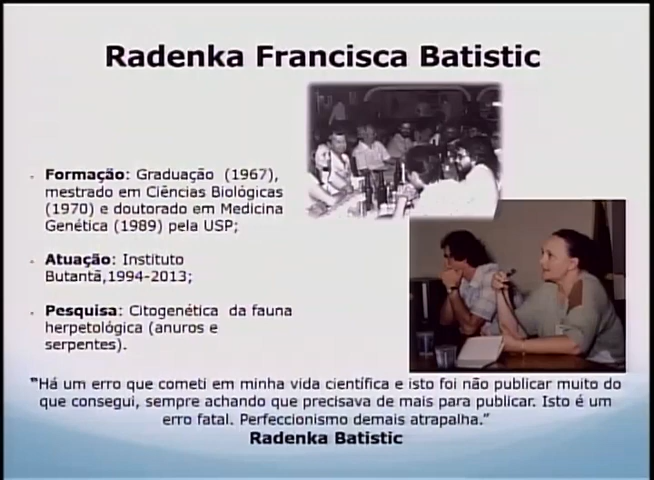 Radenka Francisca Batistic
- Formação: Graduação (1967),
mestrado em Ciências Biológicas
(1970) e doutorado em Medicina
Genética (1989) pela USP;
- Atuação: Instituto
Butantã,1994-2013;
- Pesquisa: Citogenética da fauna
herpetológica (anuros e
serpentes).
"Há um erro que cometi em minha vida científica e isto foi não publicar muito do
que consegui, sempre achando que precisava de mais para publicar. Isto é um
erro fatal. Perfeccionismo demais atrapalha."
Radenka Batistic